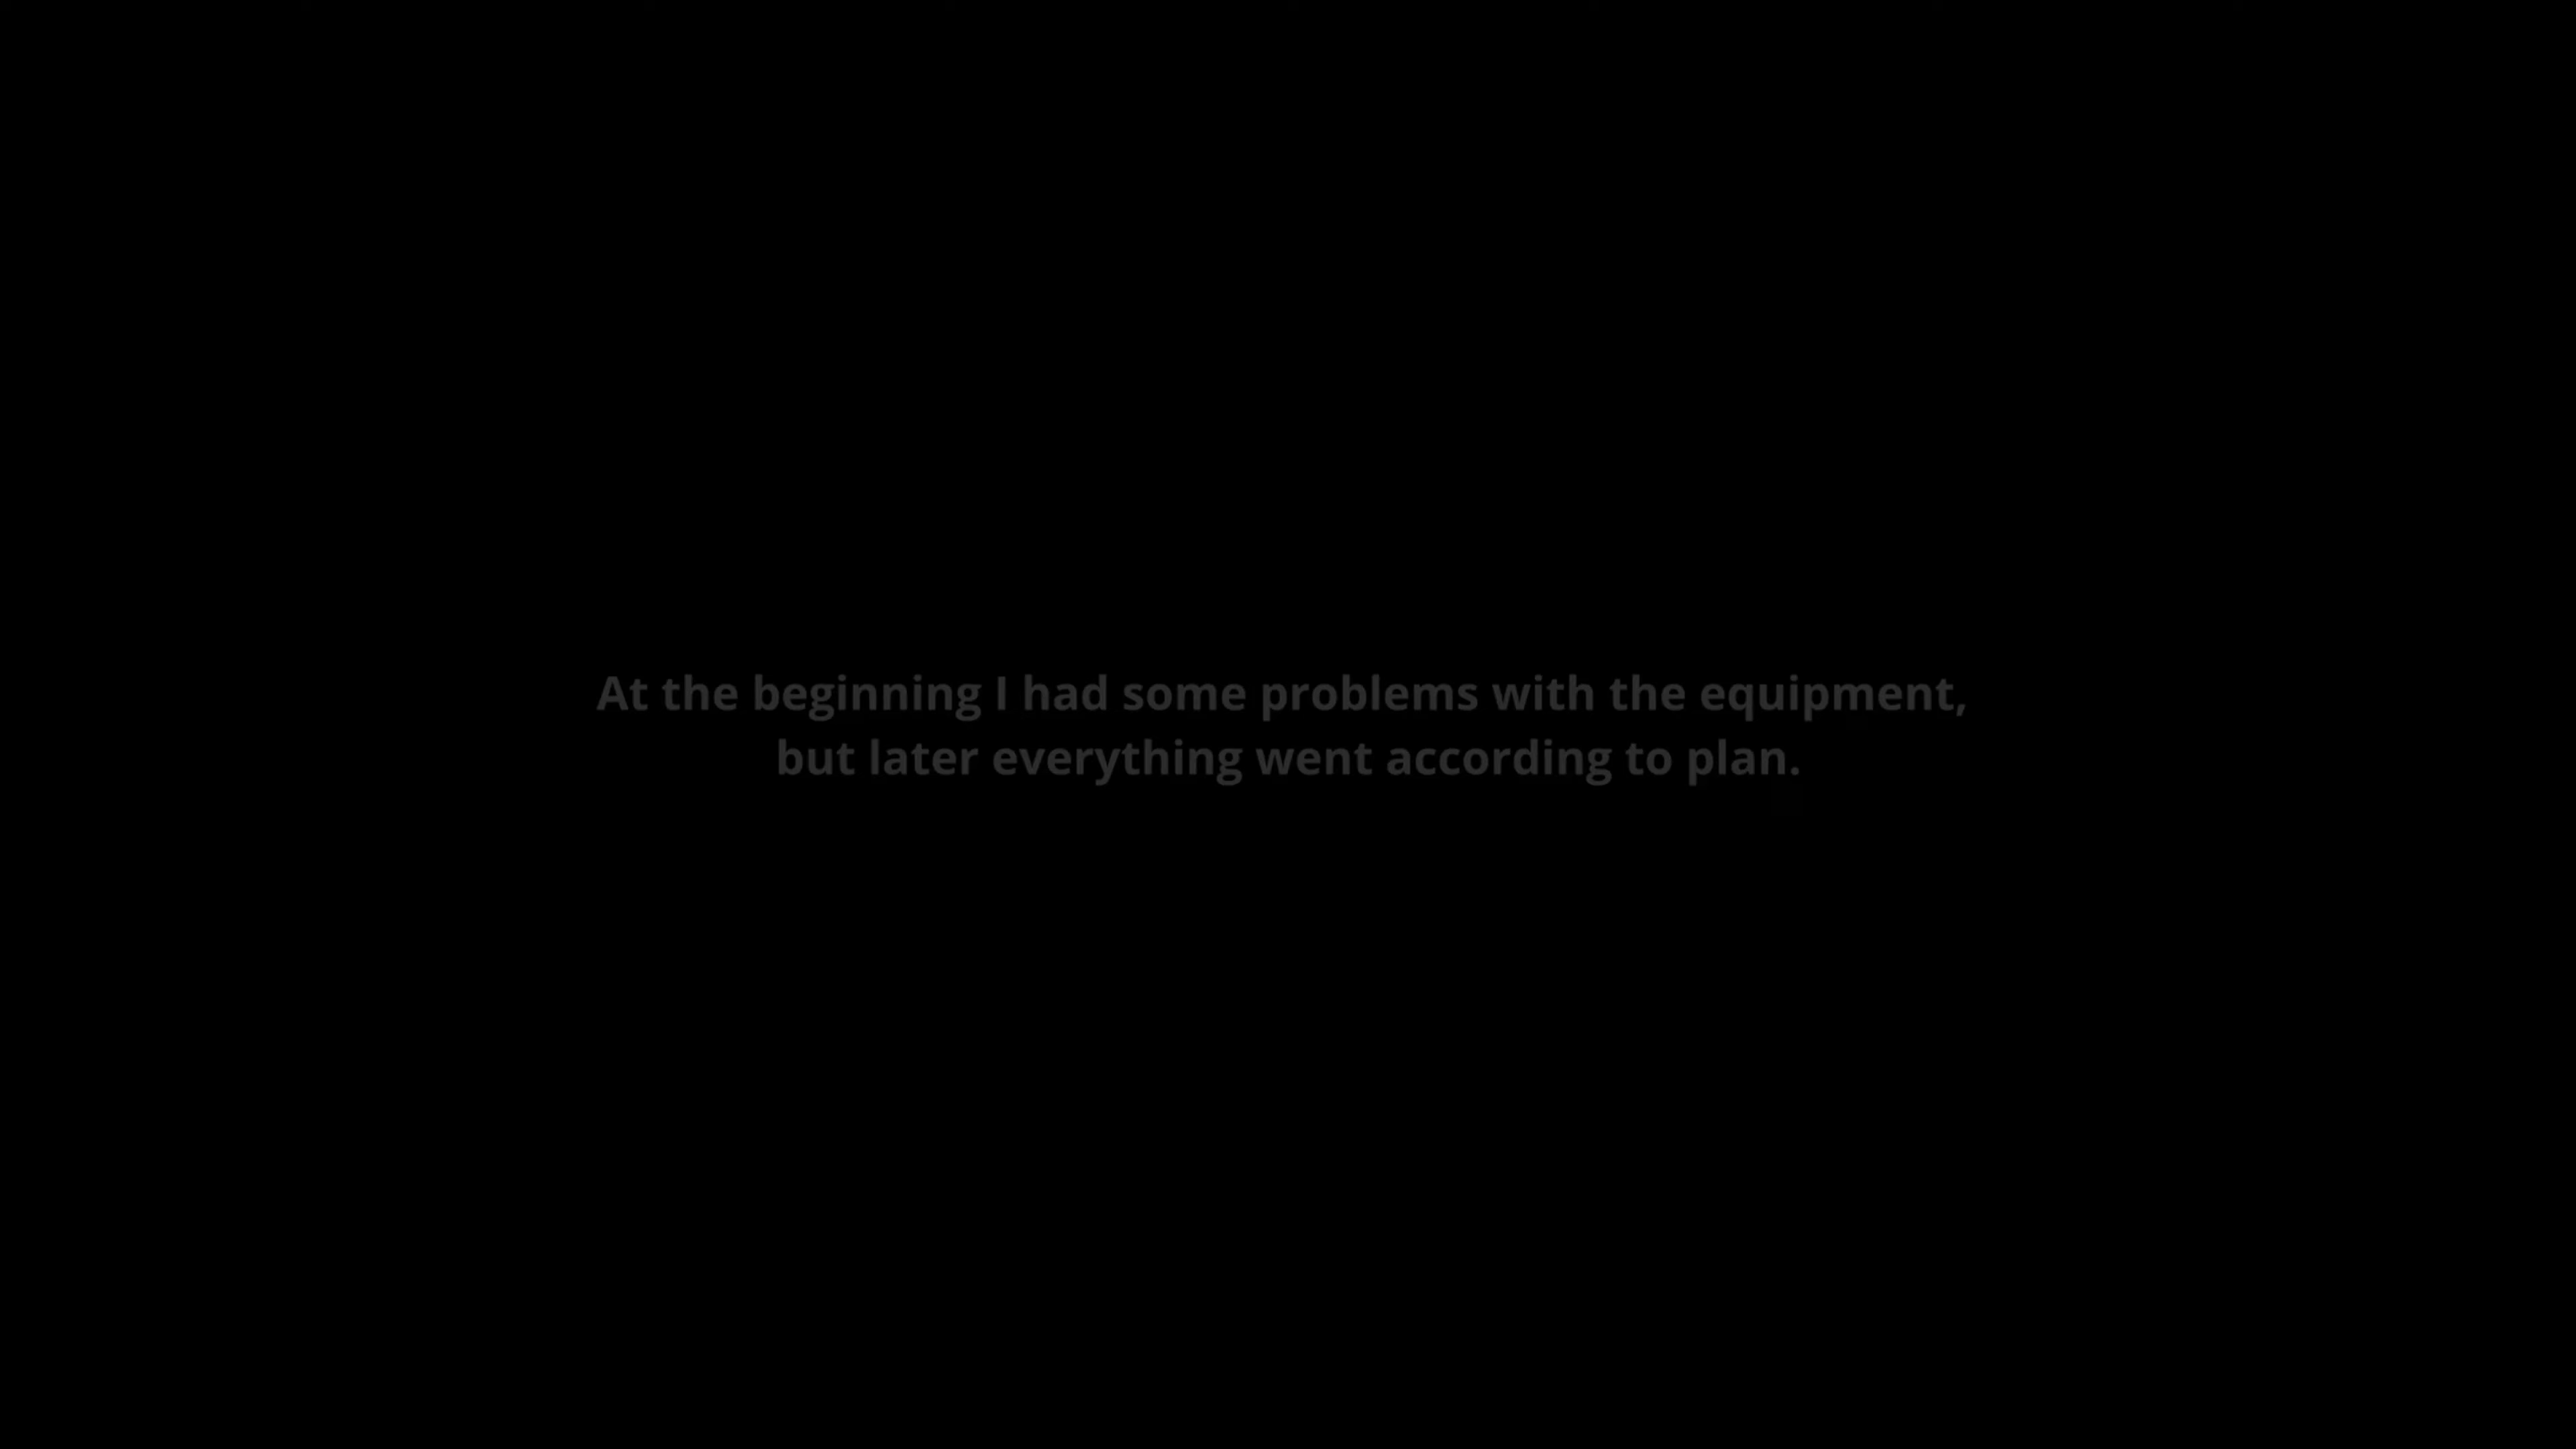 At the beginning I had some problems with the equipment,
but later everything went according to plan.